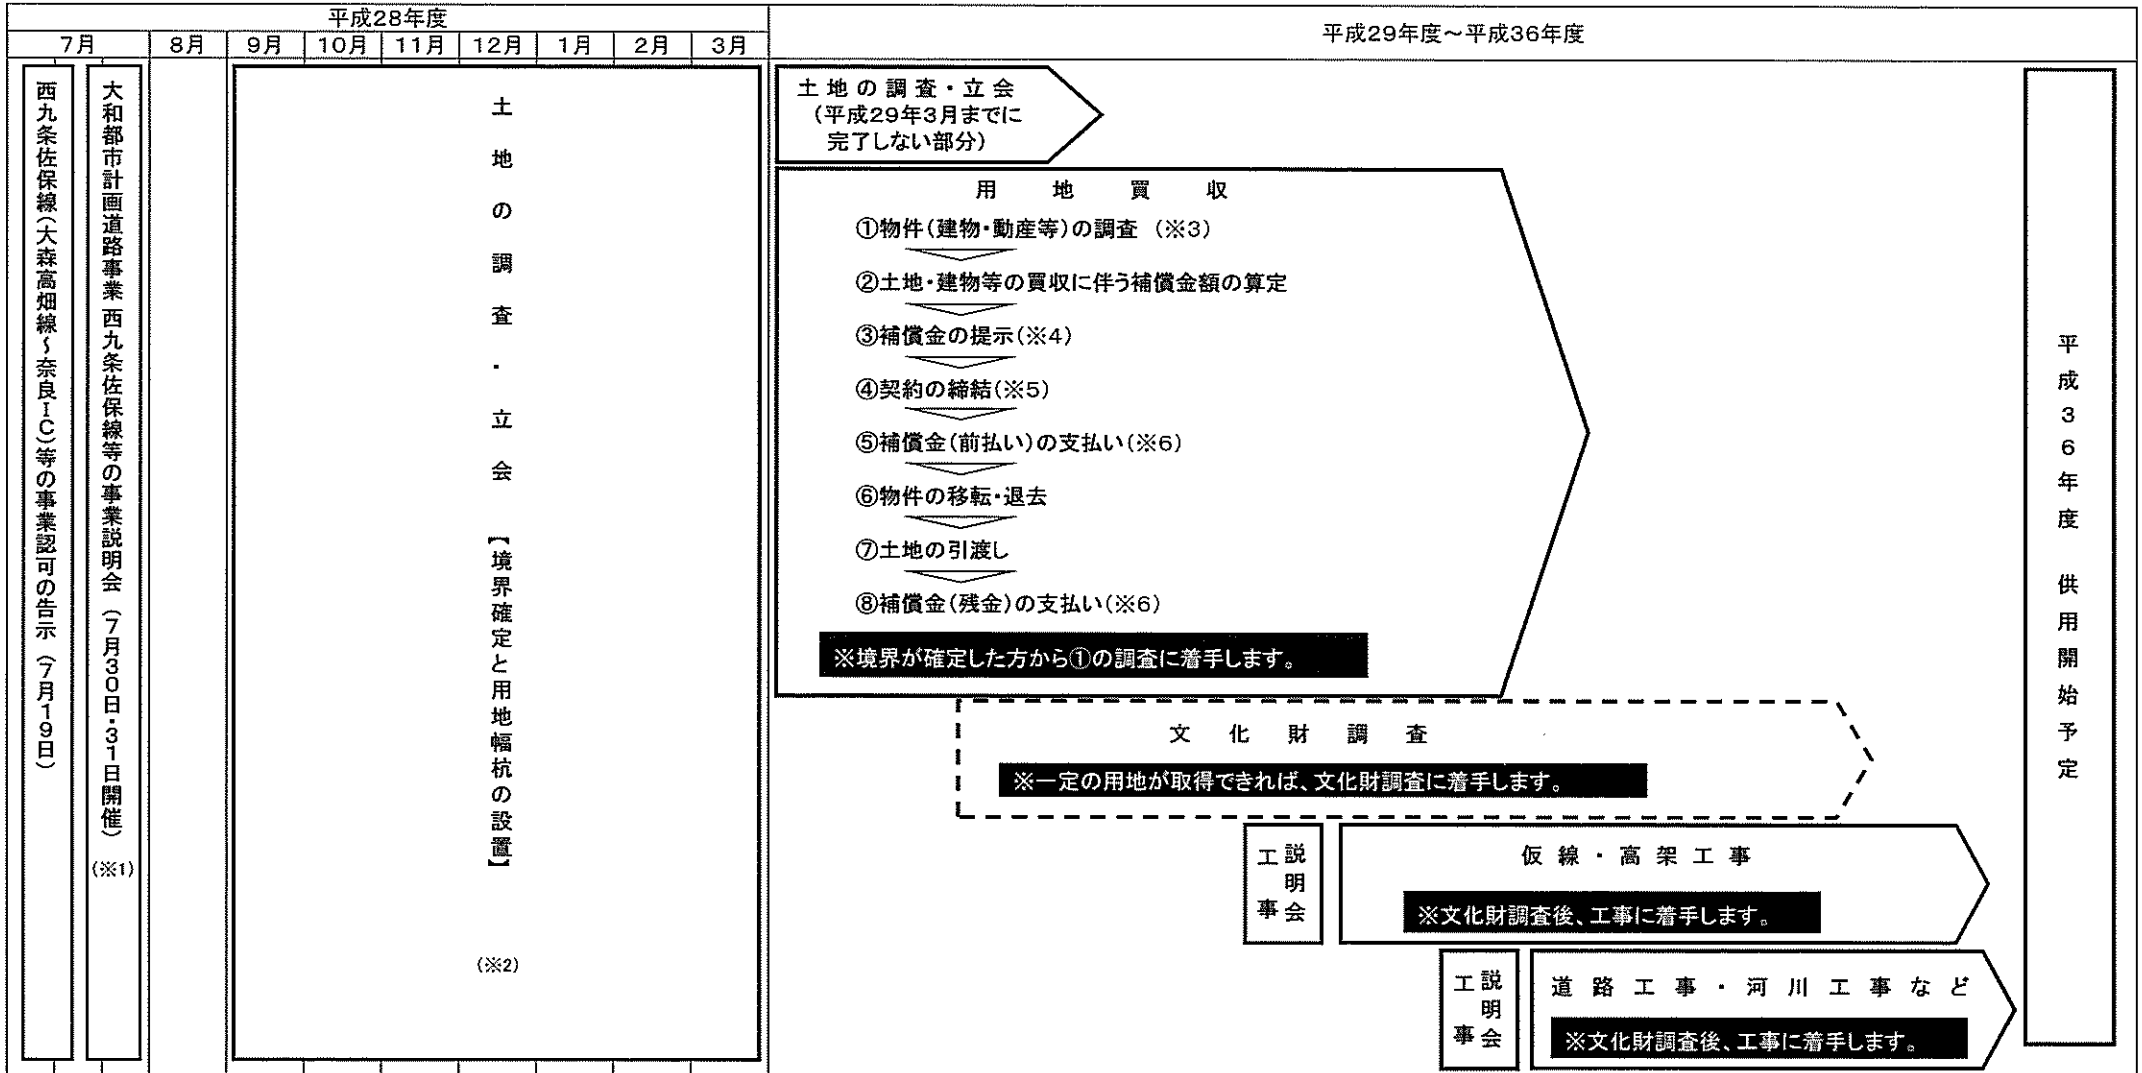 平成28年度
平成29年度～平成36年度
7月
8月
9月
10月
11月
12月
1月
2月
3月
西九条佐保線(大森高畑線～奈良IC)等の事業認可の告示 (7月19日)
大和都市計画道路事業 西九条佐保線等の事業説明会 (7月30日・31日開催)
(※1)
土地の調査・立会 【境界確定と用地幅杭の設置】
(※2)
土地の調査・立会
(平成29年3月までに
完了しない部分)
用地買収
①物件(建物・動産等)の調査 (※3)
②土地・建物等の買収に伴う補償金額の算定
③補償金の提示(※4)
④契約の締結(※5)
⑤補償金(前払い)の支払い(※6)
⑥物件の移転・退去
⑦土地の引渡し
⑧補償金(残金)の支払い(※6)
※境界が確定した方から①の調査に着手します。
文化財調査
※一定の用地が取得できれば、文化財調査に着手します。
工事
説明会
仮線・高架工事
※文化財調査後、工事に着手します。
工事
説明会
道路工事・河川工事など
※文化財調査後、工事に着手します。
平成36年度 供用開始予定